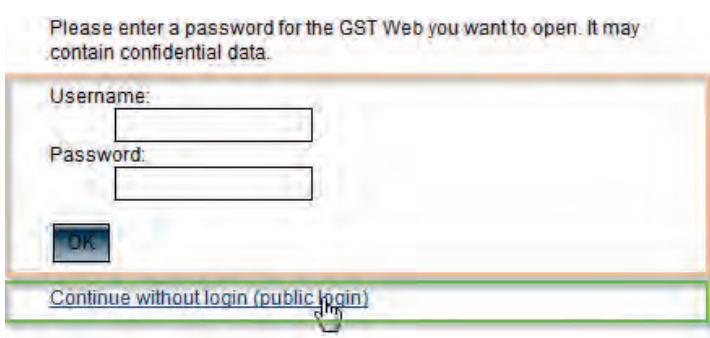 Please enter a password for the GST Web you want to open. It may
contain confidential data.
Username:
Password:
OK
Continue without login (public login)